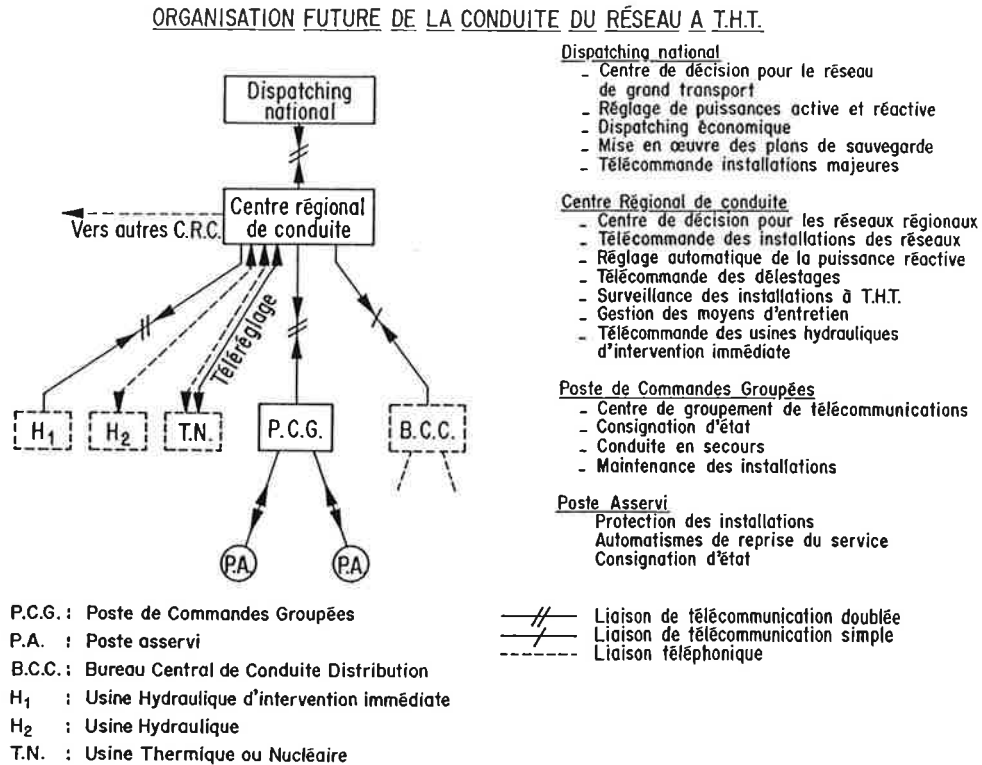 ORGANISATION FUTURE DE LA CONDUITE DU RÉSEAU A T.H.T.
Dispatching
national
Centre régional
de conduite
Vers autres C.R.C.
Téléréglage
H1
H2
T.N.
P.C.G.
B.C.C.
P.A.
P.A.
Dispatching national
- Centre de décision pour le réseau
de grand transport
- Réglage de puissances active et réactive
- Dispatching économique
- Mise en œuvre des plans de sauvegarde
- Télécommande installations majeures
Centre Régional de conduite
- Centre de décision pour les réseaux régionaux
- Télécommande des installations des réseaux
- Réglage automatique de la puissance réactive
- Télécommande des délestages
- Surveillance des installations à T.H.T.
- Gestion des moyens d'entretien
- Télécommande des usines hydrauliques
d'intervention immédiate
Poste de Commandes Groupées
- Centre de groupement de télécommunications
- Consignation d'état
- Conduite en secours
- Maintenance des installations
Poste Asservi
Protection des installations
Automatismes de reprise du service
Consignation d'état
P.C.G. : Poste de Commandes Groupées
P.A. : Poste asservi
B.C.C. : Bureau Central de Conduite Distribution
H1 : Usine Hydraulique d'intervention immédiate
H2 : Usine Hydraulique
T.N. : Usine Thermique ou Nucléaire
Liaison de télécommunication doublée
Liaison de télécommunication simple
Liaison téléphonique